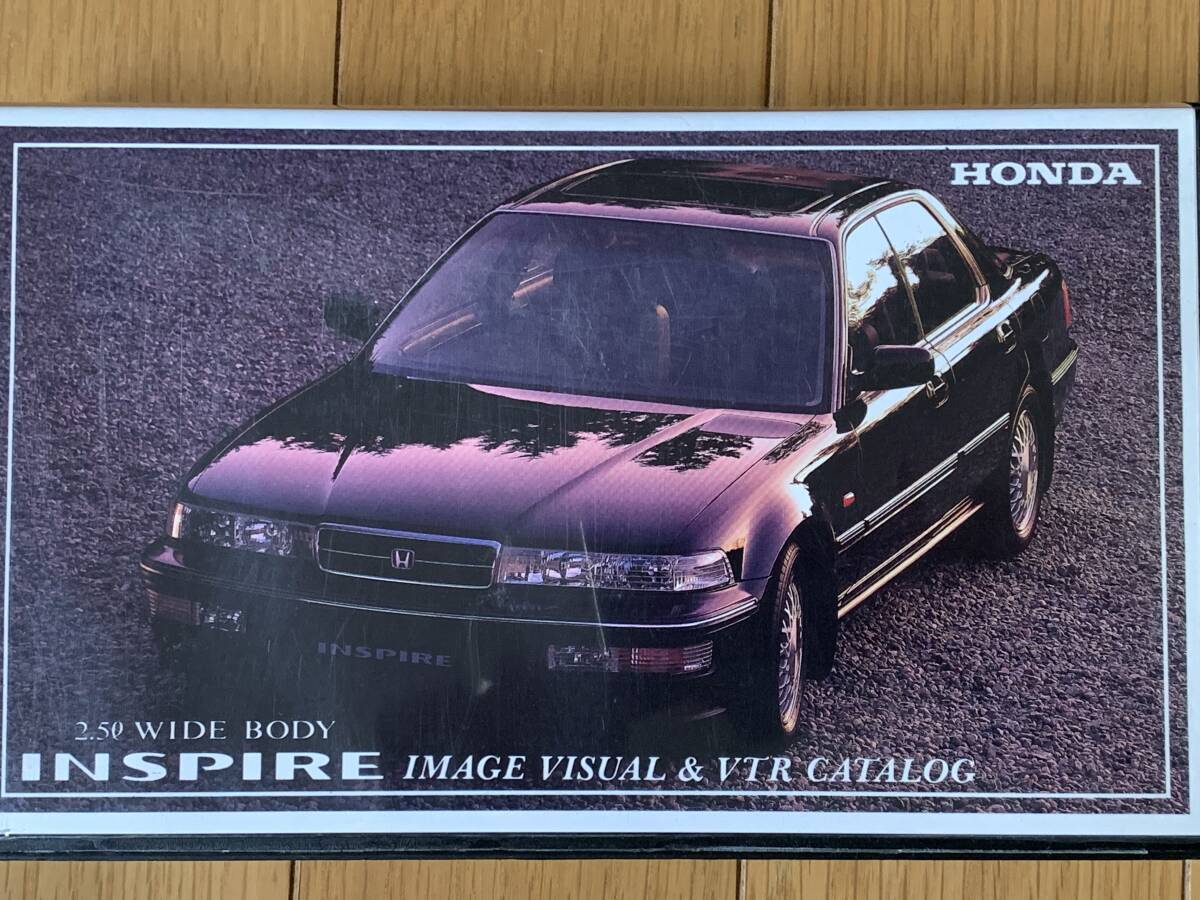 HONDA
INSPIRE
2.5ℓ WIDE BODY
INSPIRE IMAGE VISUAL & VTR CATALOG